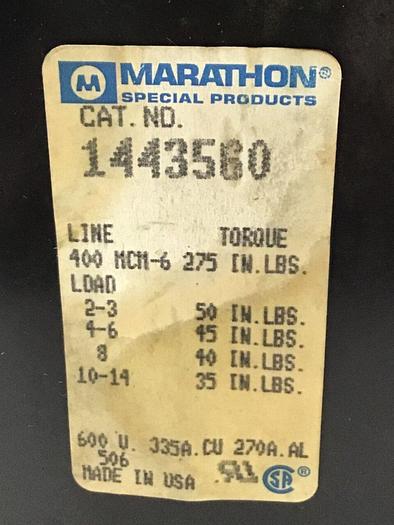 M MARATHON®
SPECIAL PRODUCTS
CAT. NO.
1443560
LINE TORQUE
400 MCM-6 275 IN.LBS.
LOAD
2-3 50 IN.LBS.
4-6 45 IN.LBS.
8 40 IN.LBS.
10-14 35 IN.LBS.
600 V. 335A.CU 270A.AL
506
MADE IN USA SA ®